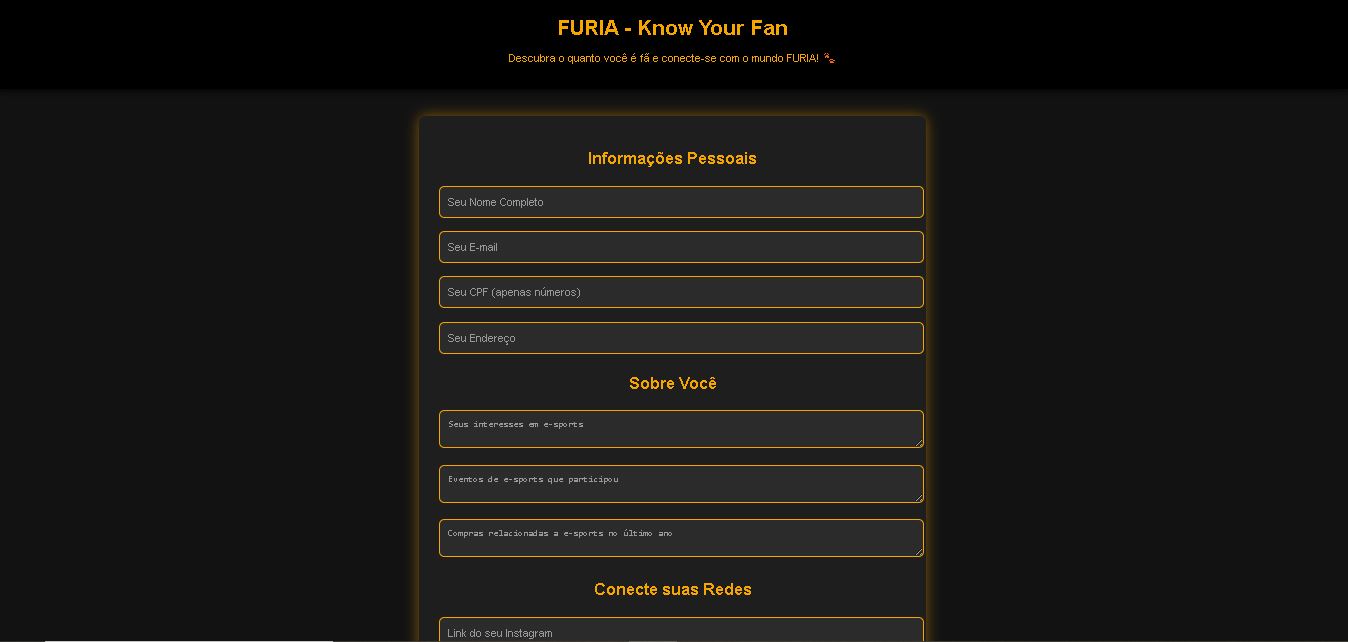 FURIA - Know Your Fan
Descubra o quanto você é fã e conecte-se com o mundo FURIA! 🐾
Informações Pessoais
Seu Nome Completo
Seu E-mail
Seu CPF (apenas números)
Seu Endereço
Sobre Você
Seus interesses em e-sports
Eventos de e-sports que participou
Compras relacionadas a e-sports no último ano
Conecte suas Redes
Link do seu Instagram